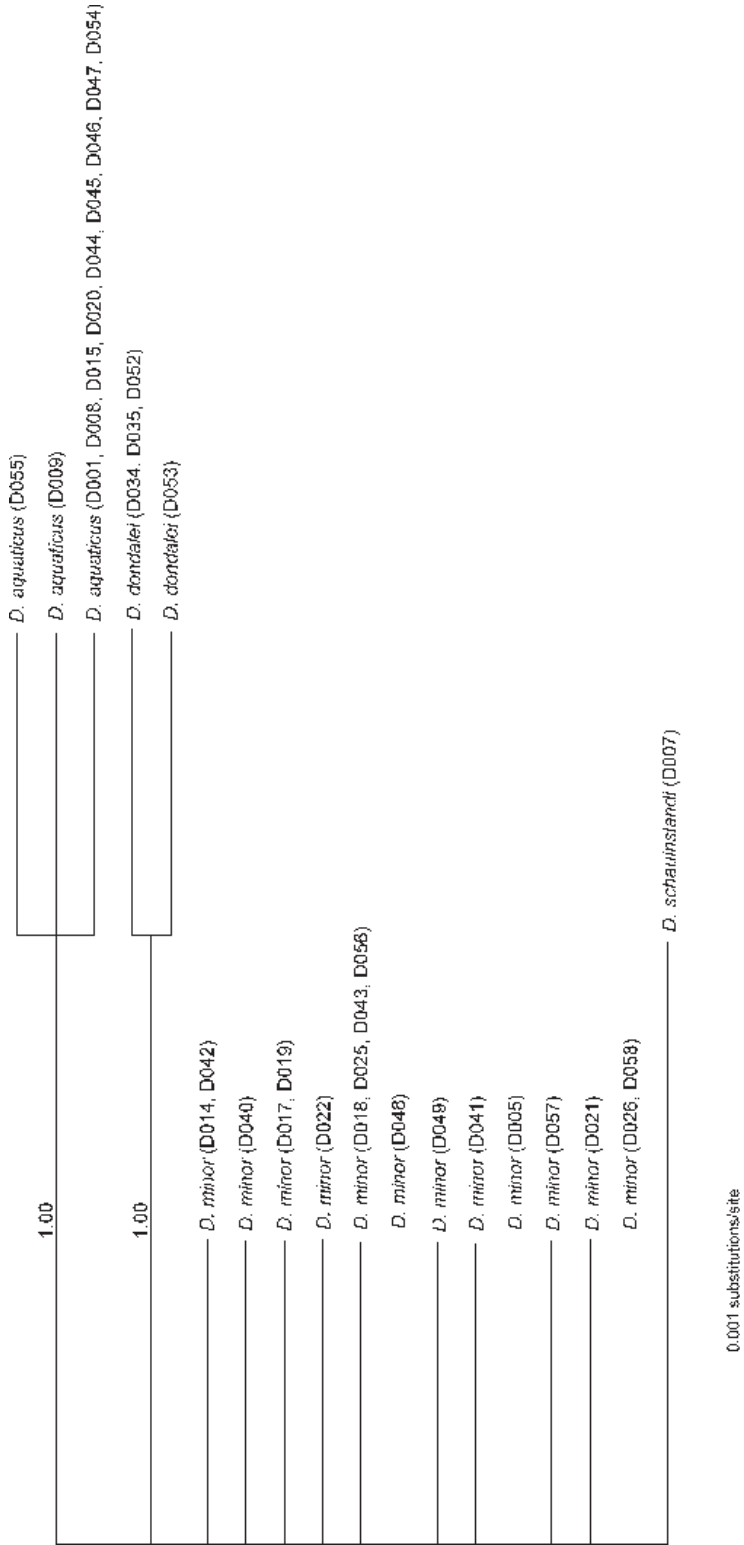 D. aquaticus (D055)
D. aquaticus (D009)
1.00
D. aquaticus (D001, D008, D015, D020, D044, D045, D046, D047, D054)
D. dondalei (D034, D035, D052)
1.00
D. dondalei (D053)
D. minor (D014, D042)
D. minor (D040)
D. minor (D017, D019)
D. minor (D022)
D. minor (D018, D025, D043, D056)
D. minor (D048)
D. minor (D049)
D. minor (D041)
D. minor (D005)
D. minor (D057)
D. minor (D021)
D. minor (D026, D058)
D. schauinslandi (D007)
0.001 substitutions/site